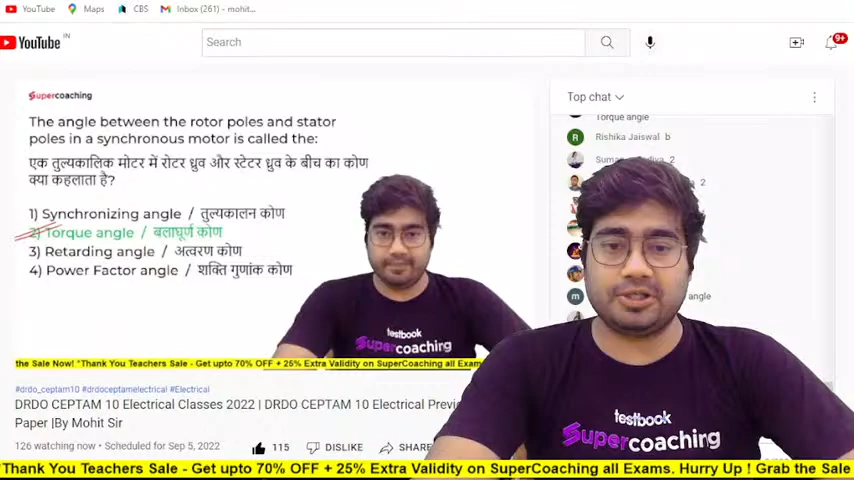 YouTube
Maps
CBS
Inbox (261) - mohit...
YouTube IN
Search
9+
Supercoaching
The angle between the rotor poles and stator
poles in a synchronous motor is called the:
एक तुल्यकालिक मोटर में रोटर ध्रुव और स्टेटर ध्रुव के बीच का कोण
क्या कहलाता है?
1) Synchronizing angle / तुल्यकालन कोण
2) Torque angle / बलाघूर्ण कोण
3) Retarding angle / अत्वरण कोण
4) Power Factor angle / शक्ति गुणांक कोण
testbook
Supercoaching
the Sale Now! *Thank You Teachers Sale - Get upto 70% OFF + 25% Extra Validity on SuperCoaching all Exam
Top chat
Torque angle
Rishika Jaiswal b
2
2
m
angle
#drdo_ceptam10 #drdoceptamelectrical #Electrical
DRDO CEPTAM 10 Electrical Classes 2022 | DRDO CEPTAM 10 Electrical
Paper |By Mohit Sir
126 watching now • Scheduled for Sep 5, 2022
115
DISLIKE
SHARE
testbook
Supercoaching
*Thank You Teachers Sale - Get upto 70% OFF + 25% Extra Validity on SuperCoaching all Exams. Hurry Up ! Grab the Sale